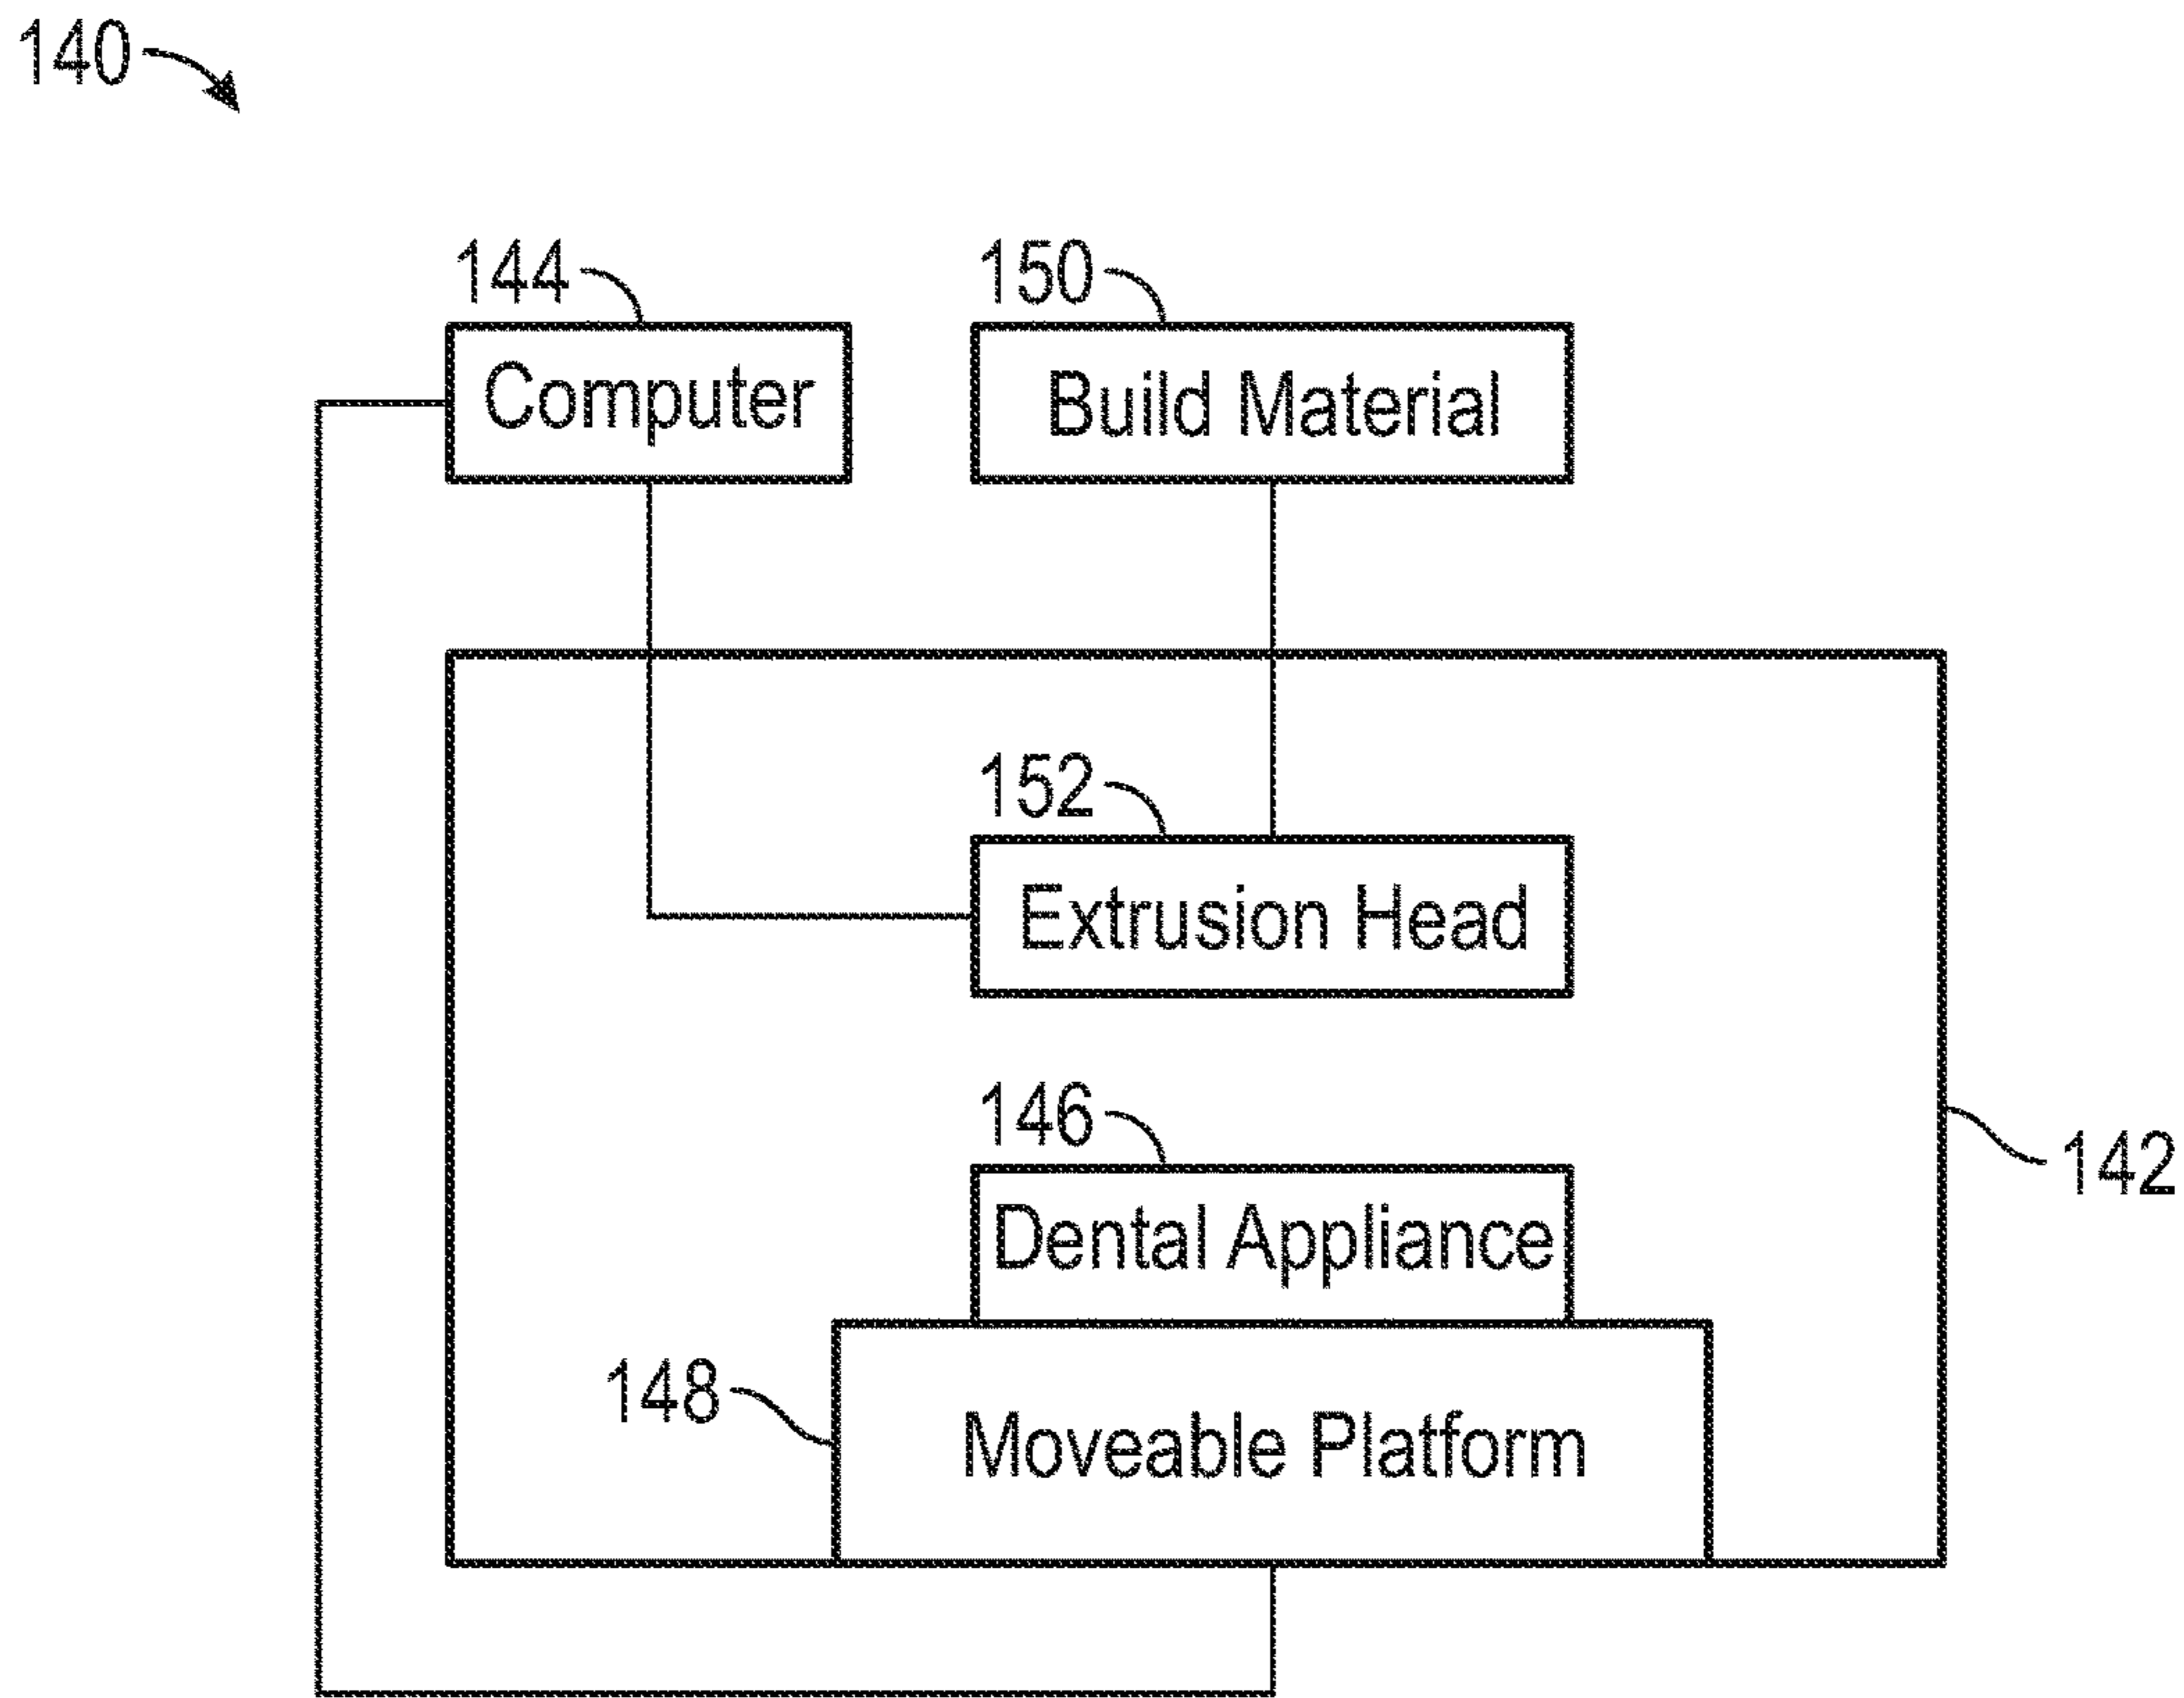 140
144
150
Computer
Build Material
152
Extrusion Head
146
142
Dental Appliance
148
Moveable Platform